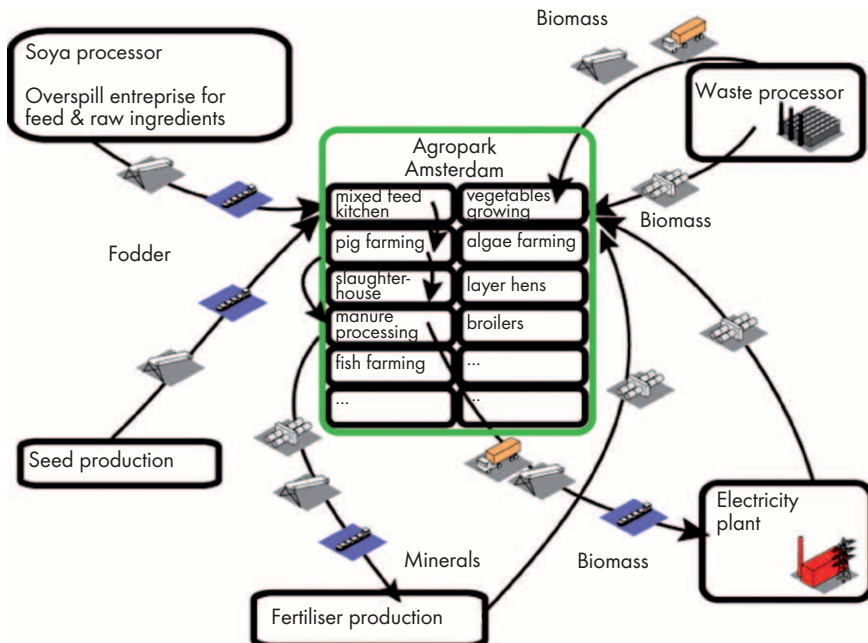 Biomass
Soya processor
Overspill entreprise for
feed & raw ingredients
Waste processor
Agropark
Amsterdam
mixed feed
kitchen
vegetables
growing
Biomass
pig farming
algae farming
Fodder
slaughter-
house
layer hens
manure
processing
broilers
fish farming
...
...
..
Seed production
Electricity
plant
Minerals
Biomass
Fertiliser production